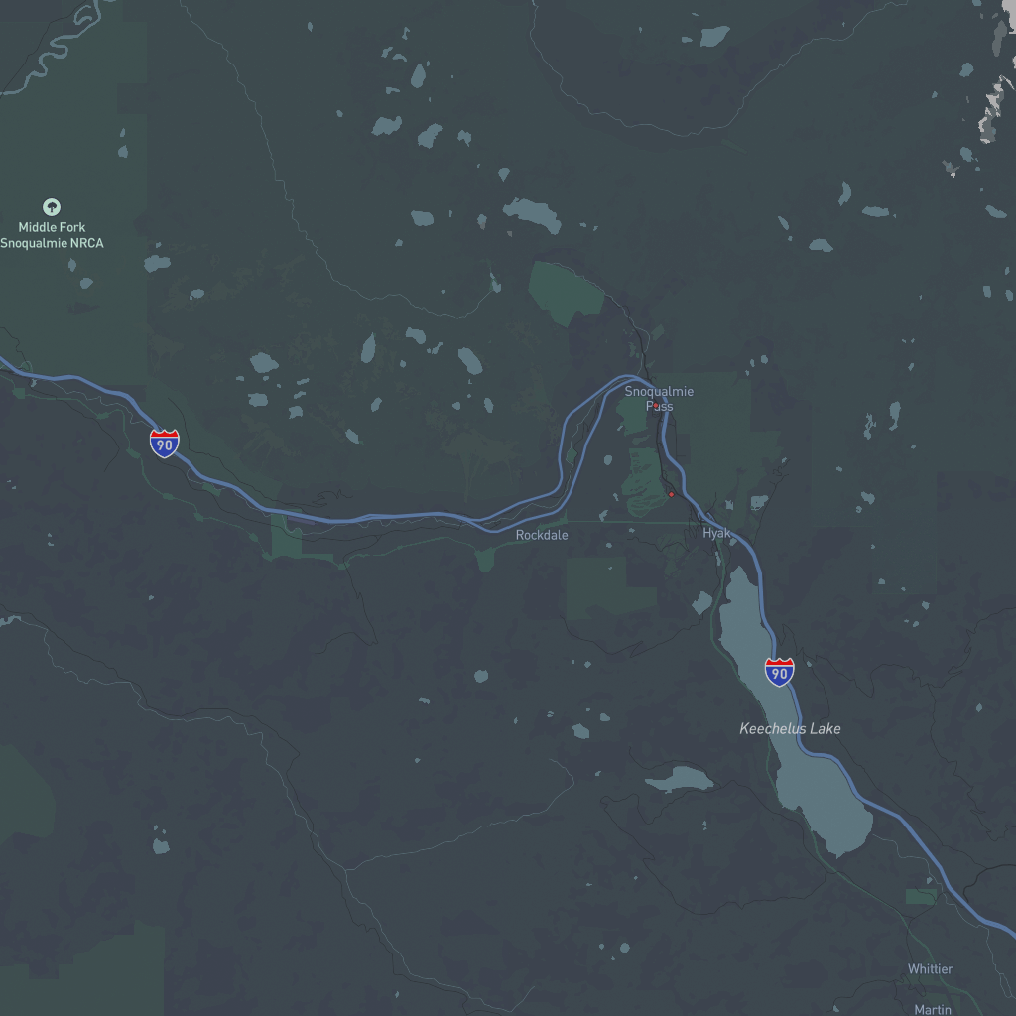 Middle Fork
Snoqualmie NRCA
Snoqualmie
Pass
90
Rockdale
Hyak
90
Keechelus Lake
Whittier
Martin